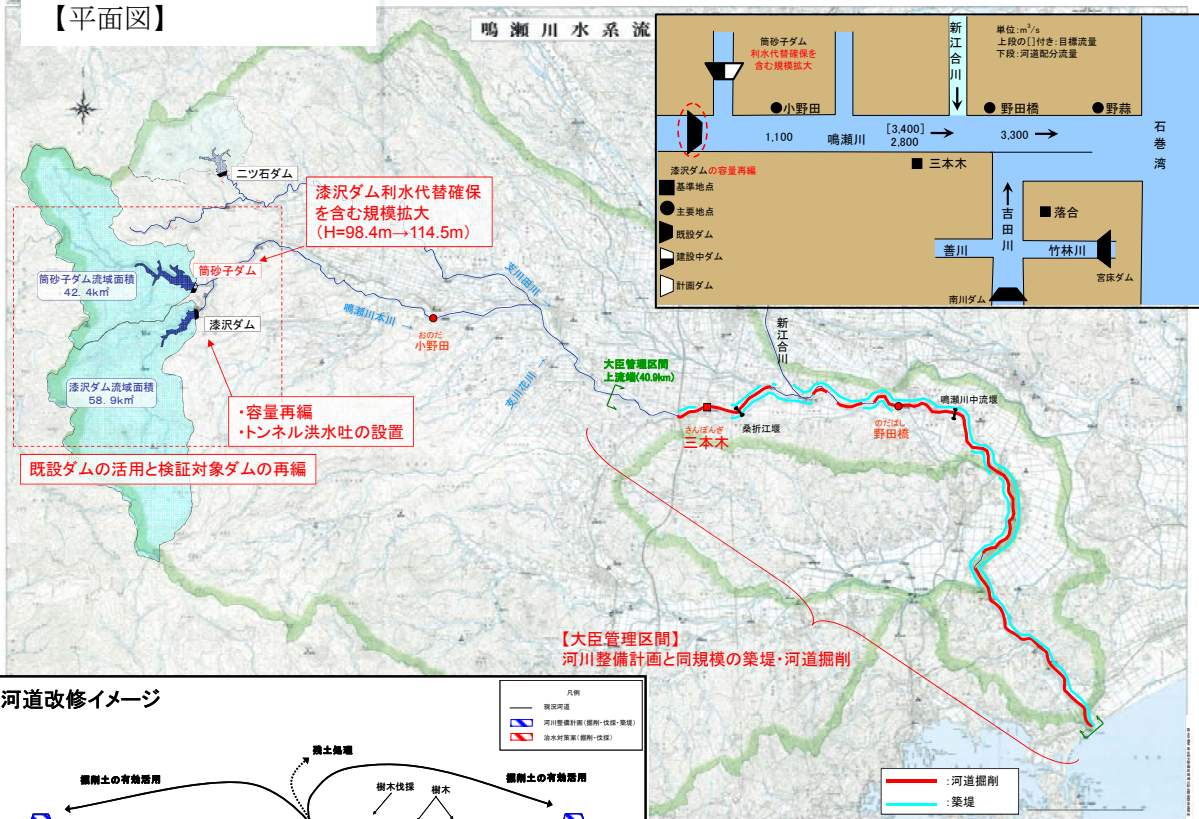 【平面図】
鳴瀬川水系流
二ツ石ダム
漆沢ダム利水代替確保
を含む規模拡大
(H=98.4m→114.5m)
筒砂子ダム流域面積
42.4k㎡
筒砂子ダム
漆沢ダム
漆沢ダム流域面積
58.9k㎡
・容量再編
・トンネル洪水吐の設置
既設ダムの活用と検証対象ダムの再編
鳴瀬川本川
おのだ
小野田
支川田川
支川花川
大臣管理区間
上流端(40.9km)
新江合川
さんぼんぎ
三本木
桑折江堰
のだばし
野田橋
鳴瀬川中流堰
【大臣管理区間】
河川整備計画と同規模の築堤・河道掘削
:河道掘削
:築堤
筒砂子ダム
利水代替確保を
含む規模拡大
新江合川
単位:m³/s
上段の[]付き:目標流量
下段:河道配分流量
小野田
野田橋
野蒜
1,100
鳴瀬川
[3,400]
2,800
3,300
石巻湾
漆沢ダムの容量再編
三本木
基準地点
主要地点
既設ダム
建設中ダム
計画ダム
吉田川
落合
善川
竹林川
宮床ダム
南川ダム
河道改修イメージ
凡例
現況河道
河川整備計画(掘削・伐採・築堤)
治水対策案(掘削・伐採)
残土処理
掘削土の有効活用
掘削土の有効活用
樹木伐採
樹木